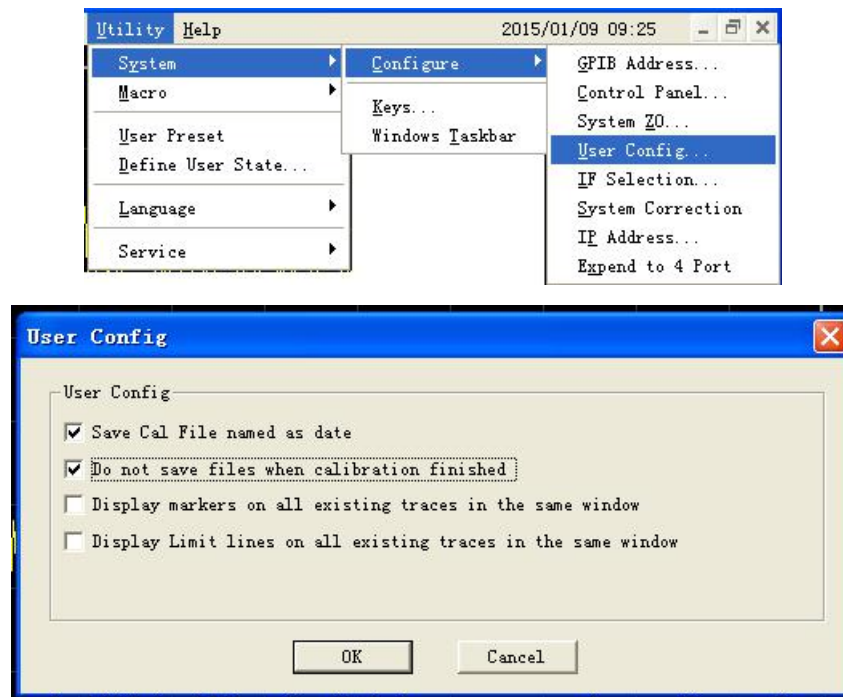 Utility Help 2015/01/09 09:25
System
Macro
User Preset
Define User State...
Language
Service
Configure
Keys...
Windows Taskbar
GPIB Address...
Control Panel...
System Z0...
User Config...
IF Selection...
System Correction
IP Address...
Expend to 4 Port
User Config
User Config
Save Cal File named as date
Do not save files when calibration finished
Display markers on all existing traces in the same window
Display Limit lines on all existing traces in the same window
OK Cancel